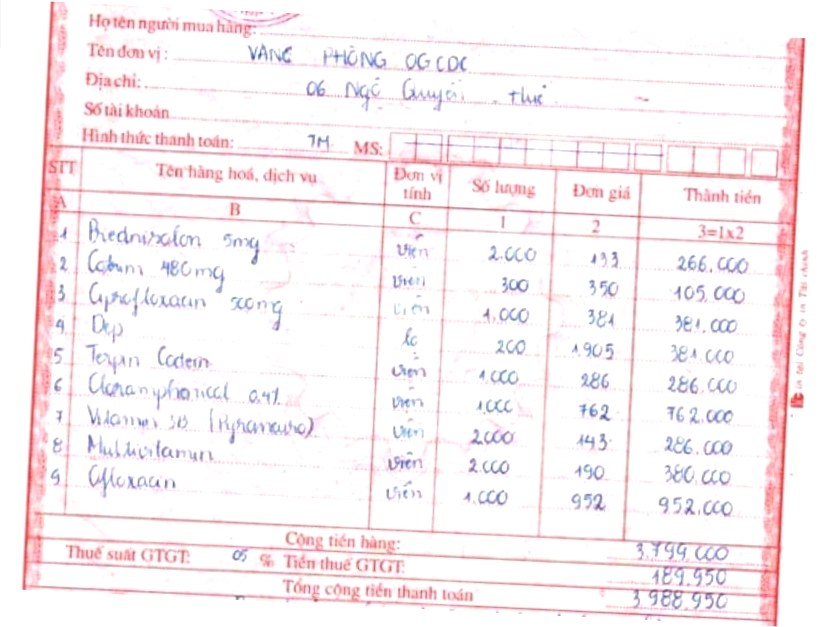 Họ tên người mua hàng:
Tên đơn vị: VĂNG PHÒNG OGCDC
Địa chỉ: 06 Ngô Quyền, Huế
Số tài khoản
Hình thức thanh toán: TM. MS:
STT Tên hàng hoá, dịch vụ Đơn vị tính Số lượng Đơn giá Thành tiền
A B C 1 2 3=1x2
1 Prednisolon 5mg viên 2.000 133 266.000
2 480mg viên 300 350 105.000
3 Ciprofloxacin 500mg viên 1.000 381 381.000
4 Dep lọ 200 1905 381.000
5 Terpin Codein viên 1.000 286 286.000
6 0.4% viên 1.000 762 762.000
7 Vitamin 3B viên 2.000 143 286.000
8 Multivitamin viên 2.000 190 380.000
9 Ofloxacin viên 1.000 952 952.000
Cộng tiền hàng: 3.799.000
Thuế suất GTGT: 05 % Tiền thuế GTGT: 189.950
Tổng cộng tiền thanh toán 3.988.950
in tại Công ty in Tài chính